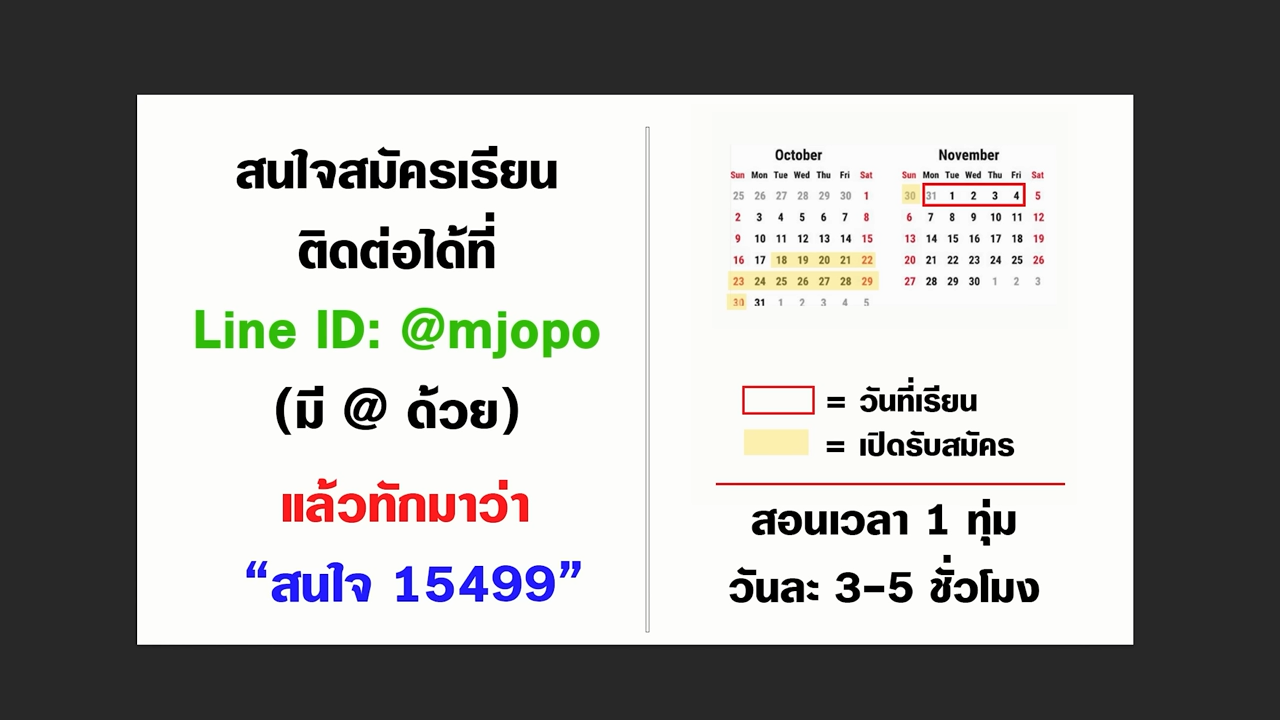 สนใจสมัครเรียน
ติดต่อได้ที่
Line ID: @mjopo
(มี @ ด้วย)
แล้วทักมาว่า
“สนใจ 15499”
October
Sun Mon Tue Wed Thu Fri Sat
25 26 27 28 29 30 1
2 3 4 5 6 7 8
9 10 11 12 13 14 15
16 17 18 19 20 21 22
23 24 25 26 27 28 29
30 31 1 2 3 4 5
November
Sun Mon Tue Wed Thu Fri Sat
30 31 1 2 3 4 5
6 7 8 9 10 11 12
13 14 15 16 17 18 19
20 21 22 23 24 25 26
27 28 29 30 1 2 3
= วันที่เรียน
= เปิดรับสมัคร
สอนเวลา 1 ทุ่ม
วันละ 3-5 ชั่วโมง